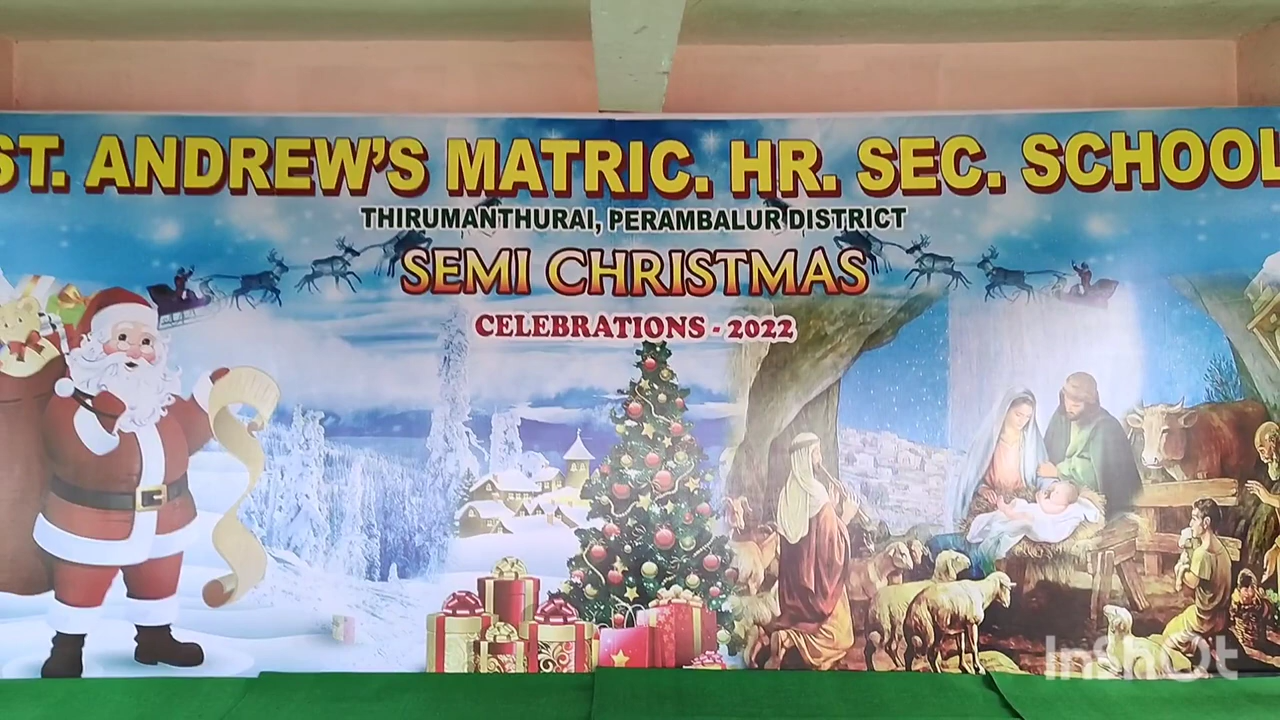 ST. ANDREW'S MATRIC. HR. SEC. SCHOOL
THIRUMANTHURAI, PERAMBALUR DISTRICT
SEMI CHRISTMAS
CELEBRATIONS - 2022
InShOt